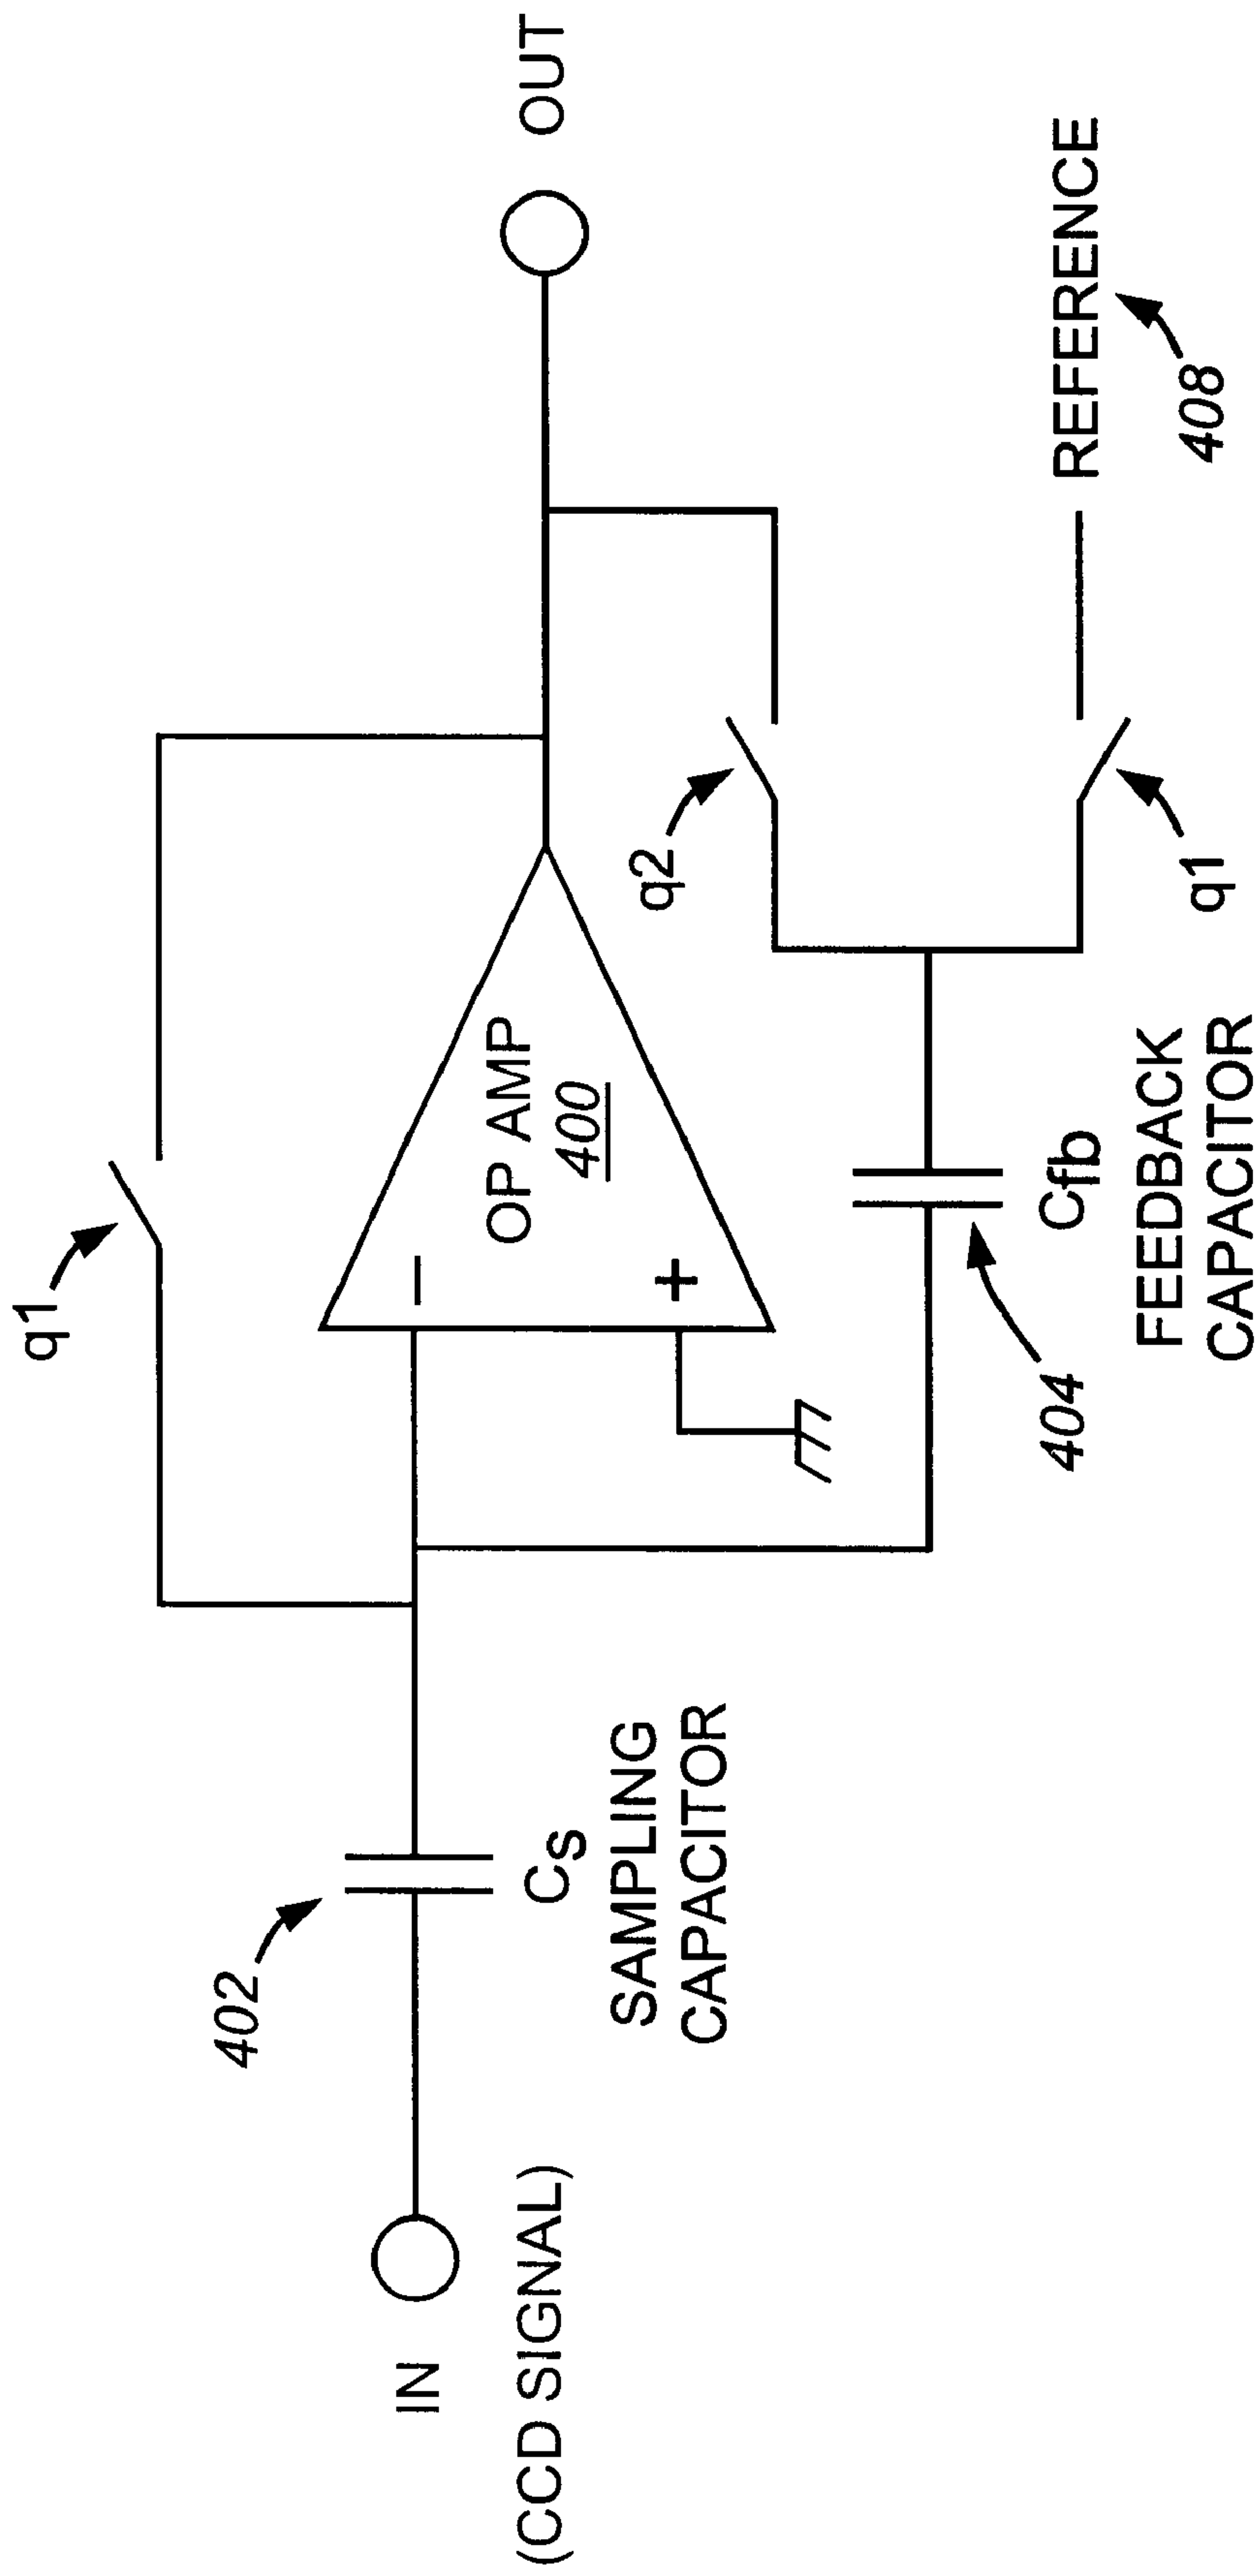 q1
402
IN
(CCD SIGNAL)
Cs
SAMPLING
CAPACITOR
−
+
OP AMP
400
OUT
q2
404
Cfb
FEEDBACK
CAPACITOR
q1
REFERENCE
408